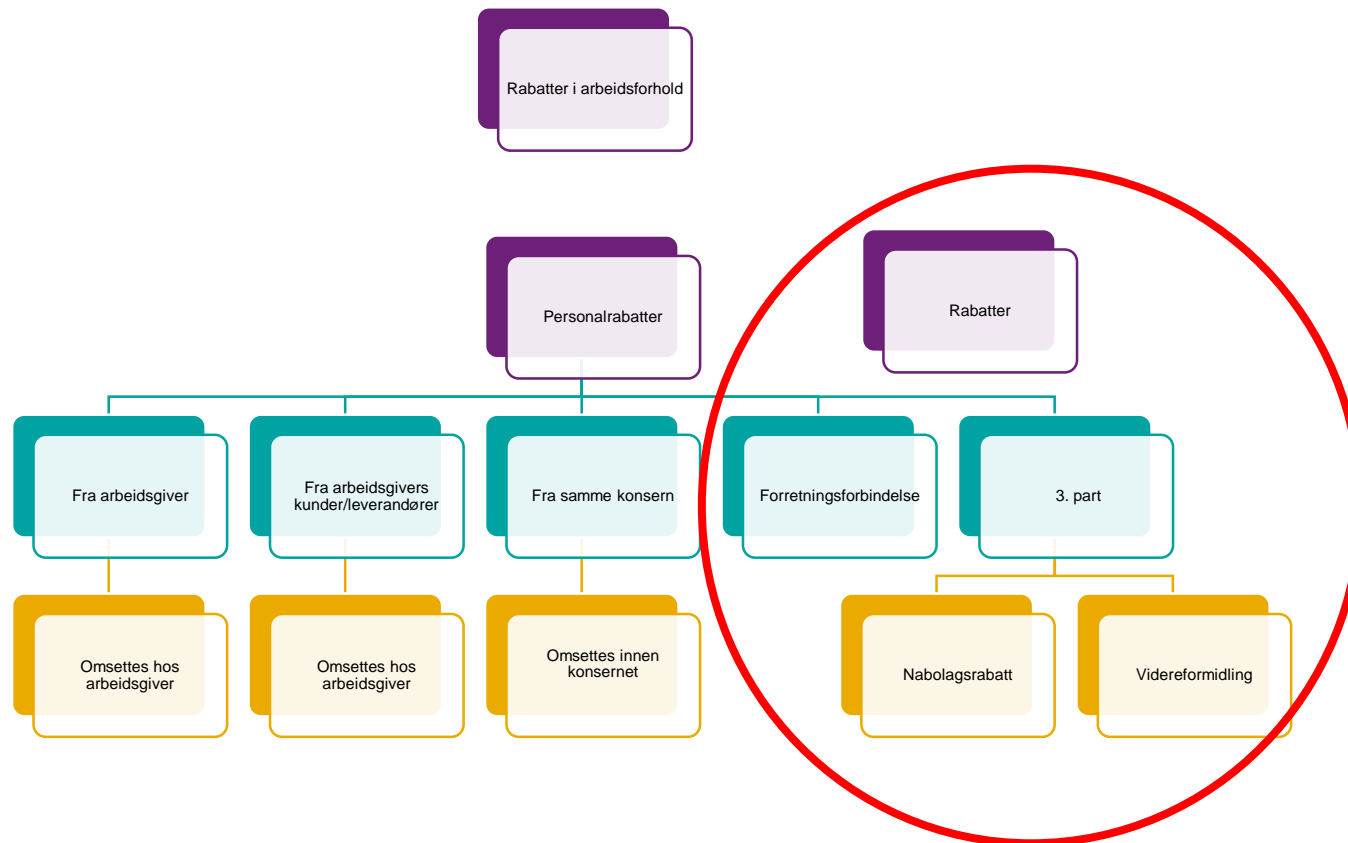 Rabatter i arbeidsforhold
Personalrabatter
Rabatter
Fra arbeidsgiver
Fra arbeidsgivers
kunder/leverandører
Fra samme konsern
Forretningsforbindelse
3. part
Omsettes hos
arbeidsgiver
Omsettes hos
arbeidsgiver
Omsettes innen
konsernet
Nabolagsrabatt
Videreformidling